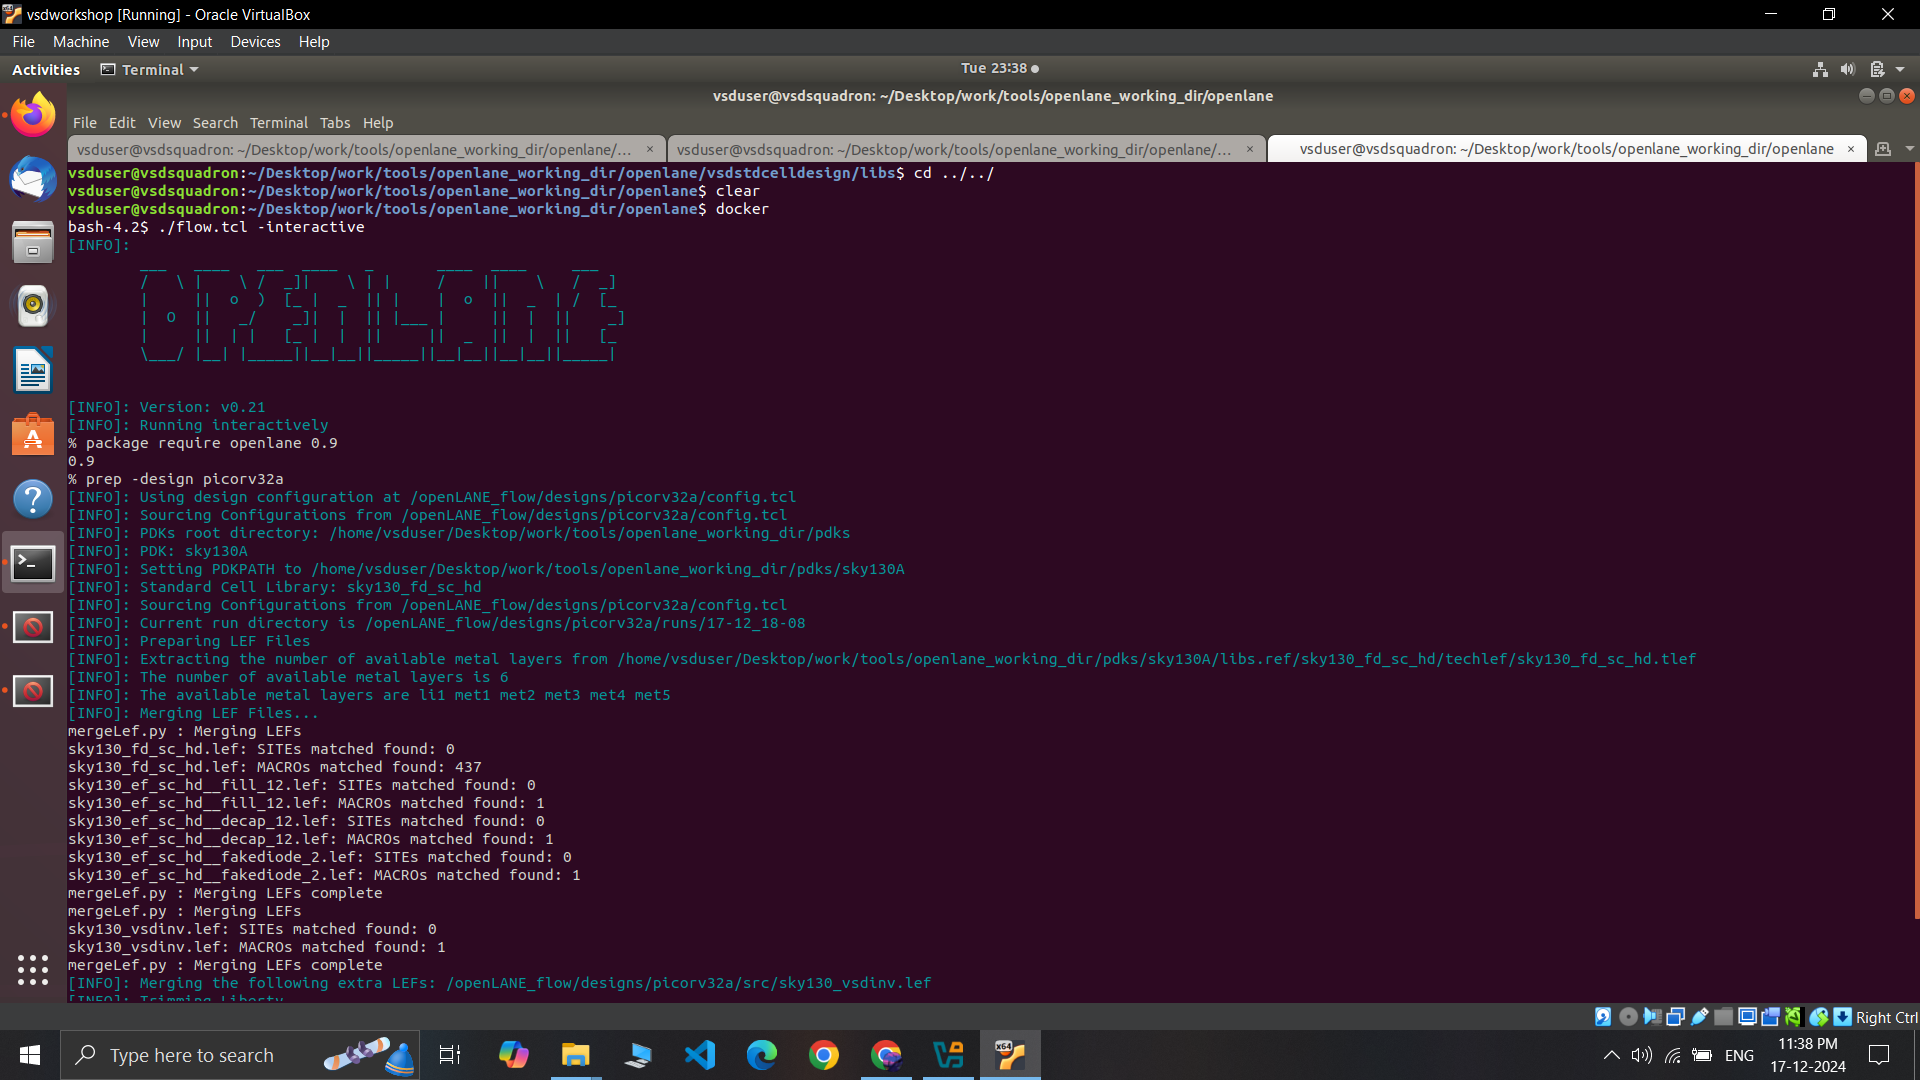 vsdworkshop [Running] - Oracle VirtualBox
File Machine View Input Devices Help
Activities Terminal Tue 23:38
vsduser@vsdsquadron: ~/Desktop/work/tools/openlane_working_dir/openlane
File Edit View Search Terminal Tabs Help
vsduser@vsdsquadron: ~/Desktop/work/tools/openlane_working_dir/openlane/... × vsduser@vsdsquadron: ~/Desktop/work/tools/openlane_working_dir/openlane/... × vsduser@vsdsquadron: ~/Desktop/work/tools/openlane_working_dir/openlane ×
vsduser@vsdsquadron:~/Desktop/work/tools/openlane_working_dir/openlane/vsdstdcelldesign/libs$ cd ../../
vsduser@vsdsquadron:~/Desktop/work/tools/openlane_working_dir/openlane$ clear
vsduser@vsdsquadron:~/Desktop/work/tools/openlane_working_dir/openlane$ docker
bash-4.2$ ./flow.tcl -interactive
[INFO]:
OPENLANE
[INFO]: Version: v0.21
[INFO]: Running interactively
% package require openlane 0.9
0.9
% prep -design picorv32a
[INFO]: Using design configuration at /openLANE_flow/designs/picorv32a/config.tcl
[INFO]: Sourcing Configurations from /openLANE_flow/designs/picorv32a/config.tcl
[INFO]: PDKs root directory: /home/vsduser/Desktop/work/tools/openlane_working_dir/pdks
[INFO]: PDK: sky130A
[INFO]: Setting PDKPATH to /home/vsduser/Desktop/work/tools/openlane_working_dir/pdks/sky130A
[INFO]: Standard Cell Library: sky130_fd_sc_hd
[INFO]: Sourcing Configurations from /openLANE_flow/designs/picorv32a/config.tcl
[INFO]: Current run directory is /openLANE_flow/designs/picorv32a/runs/17-12_18-08
[INFO]: Preparing LEF Files
[INFO]: Extracting the number of available metal layers from /home/vsduser/Desktop/work/tools/openlane_working_dir/pdks/sky130A/libs.ref/sky130_fd_sc_hd/techlef/sky130_fd_sc_hd.tlef
[INFO]: The number of available metal layers is 6
[INFO]: The available metal layers are li1 met1 met2 met3 met4 met5
[INFO]: Merging LEF Files...
mergeLef.py : Merging LEFs
sky130_fd_sc_hd.lef: SITEs matched found: 0
sky130_fd_sc_hd.lef: MACROs matched found: 437
sky130_ef_sc_hd__fill_12.lef: SITEs matched found: 0
sky130_ef_sc_hd__fill_12.lef: MACROs matched found: 1
sky130_ef_sc_hd__decap_12.lef: SITEs matched found: 0
sky130_ef_sc_hd__decap_12.lef: MACROs matched found: 1
sky130_ef_sc_hd__fakediode_2.lef: SITEs matched found: 0
sky130_ef_sc_hd__fakediode_2.lef: MACROs matched found: 1
mergeLef.py : Merging LEFs complete
mergeLef.py : Merging LEFs
sky130_vsdinv.lef: SITEs matched found: 0
sky130_vsdinv.lef: MACROs matched found: 1
mergeLef.py : Merging LEFs complete
[INFO]: Merging the following extra LEFs: /openLANE_flow/designs/picorv32a/src/sky130_vsdinv.lef
[INFO]: Trimming Liberty
Right Ctrl
Type here to search
ENG
11:38 PM
17-12-2024